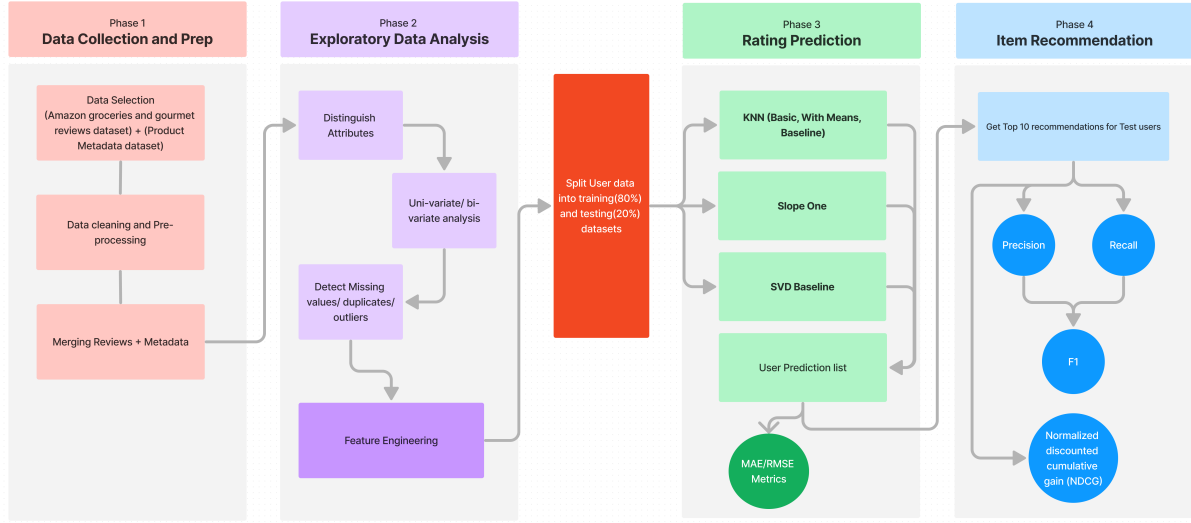 Phase 1
Data Collection and Prep
Data Selection
(Amazon groceries and gourmet
reviews dataset) + (Product
Metadata dataset)
Data cleaning and Pre-
processing
Merging Reviews + Metadata
Phase 2
Exploratory Data Analysis
Distinguish
Attributes
Uni-variate/ bi-
variate analysis
Detect Missing
values/ duplicates/
outliers
Feature Engineering
Split User data
into training(80%)
and testing(20%)
datasets
Phase 3
Rating Prediction
KNN (Basic, With Means,
Baseline)
Slope One
SVD Baseline
User Prediction list
MAE/RMSE
Metrics
Phase 4
Item Recommendation
Get Top 10 recommendations for Test users
Precision
Recall
F1
Normalized
discounted
cumulative
gain (NDCG)